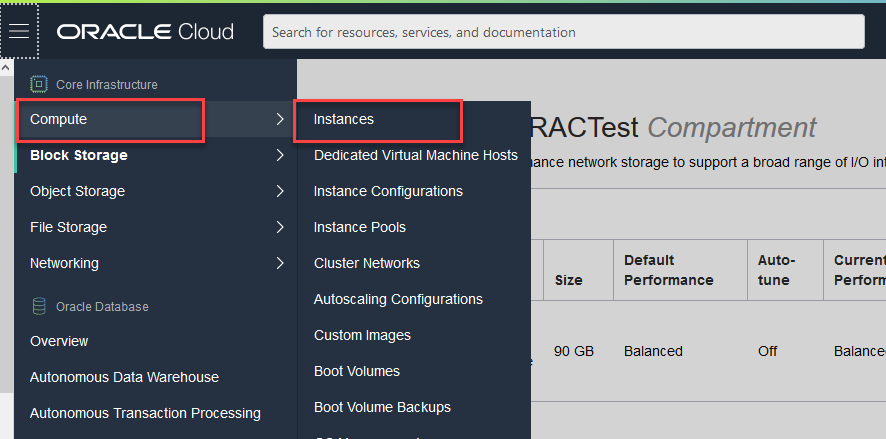 ORACLE Cloud
Search for resources, services, and documentation
Core Infrastructure
Compute
Block Storage
Object Storage
File Storage
Networking
Oracle Database
Overview
Autonomous Data Warehouse
Autonomous Transaction Processing
Instances
Dedicated Virtual Machine Hosts
Instance Configurations
Instance Pools
Cluster Networks
Autoscaling Configurations
Custom Images
Boot Volumes
Boot Volume Backups
RACTest Compartment
nance network storage to support a broad range of I/O int
Size
Default
Performance
Auto-
tune
Current
Perform
90 GB
Balanced
Off
Balance